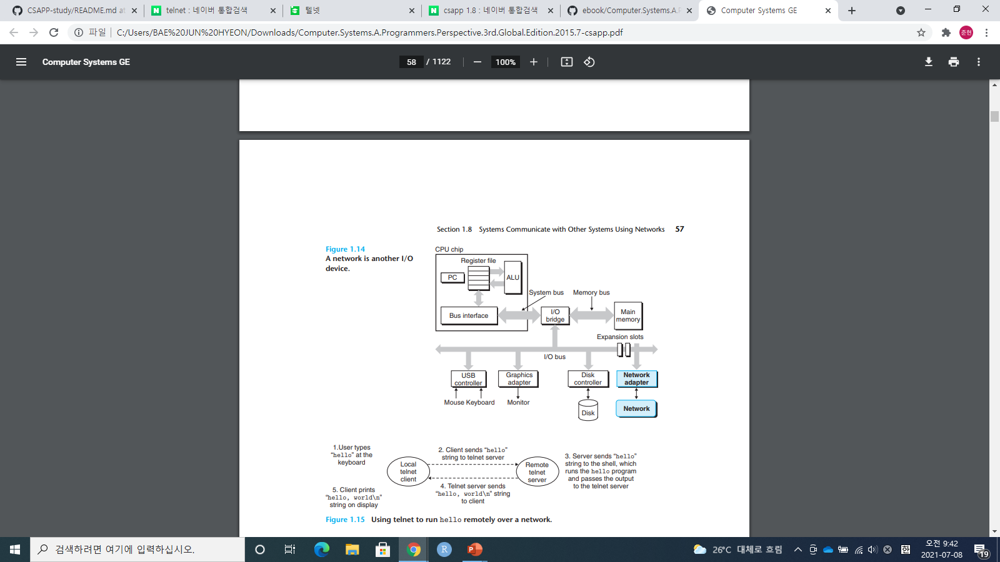 CSAPP-study/README.md at
telnet : 네이버 통합검색
텔넷
csapp 1.8 : 네이버 통합검색
ebook/Computer.Systems.A.P
Computer Systems GE
파일
C:/Users/BAE%20JUN%20HYEON/Downloads/Computer.Systems.A.Programmers.Perspective.3rd.Global.Edition.2015.7-csapp.pdf
준현
Computer Systems GE
58 / 1122
100%
Section 1.8 Systems Communicate with Other Systems Using Networks 57
Figure 1.14
A network is another I/O
device.
CPU chip
Register file
PC
ALU
System bus
Memory bus
Bus interface
I/O
bridge
Main
memory
Expansion slots
I/O bus
USB
controller
Graphics
adapter
Disk
controller
Network
adapter
Mouse Keyboard
Monitor
Disk
Network
1.User types
“hello” at the
keyboard
2. Client sends “hello”
string to telnet server
Local
telnet
client
Remote
telnet
server
3. Server sends “hello”
string to the shell, which
runs the hello program
and passes the output
to the telnet server
4. Telnet server sends
“hello, world\n” string
to client
5. Client prints
“hello, world\n”
string on display
Figure 1.15 Using telnet to run hello remotely over a network.
검색하려면 여기에 입력하십시오.
R
26°C 대체로 흐림
한
오전 9:42
2021-07-08
19